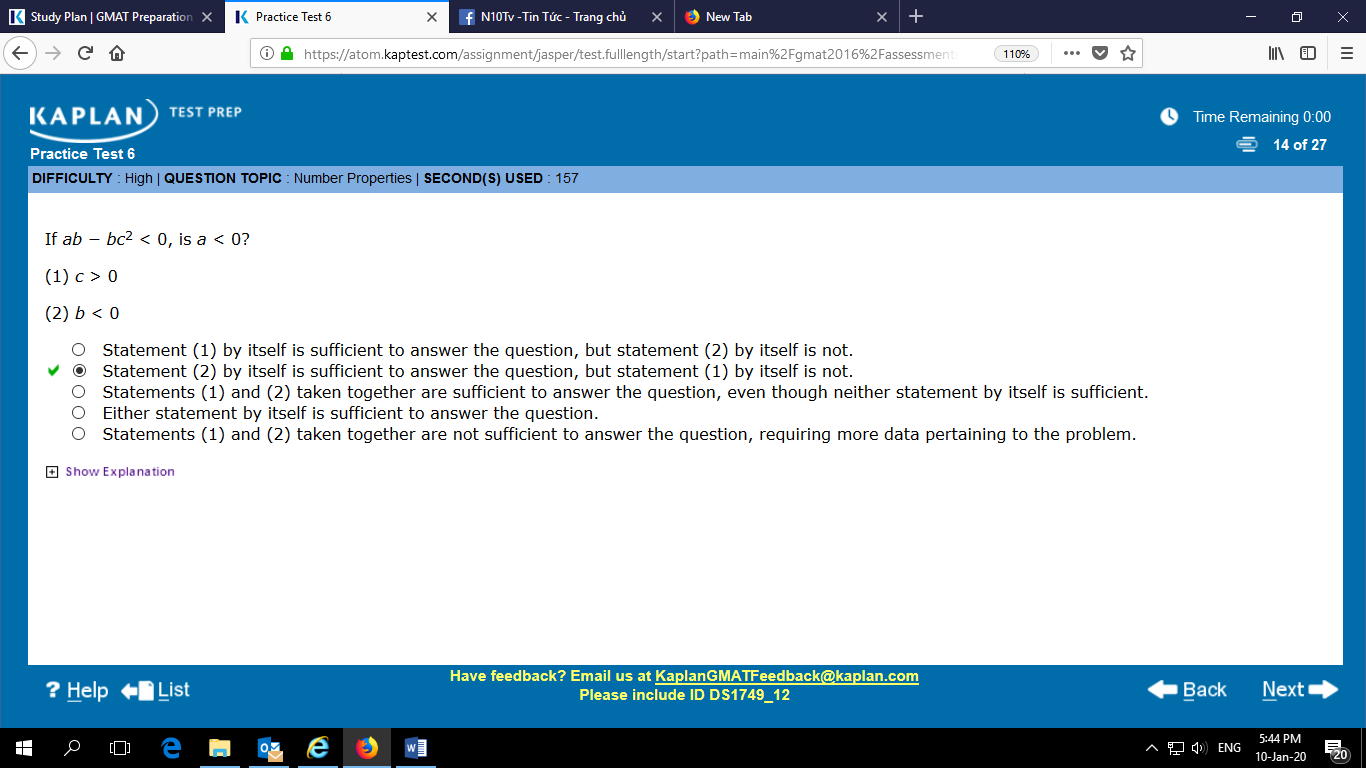 Study Plan | GMAT Preparation
Practice Test 6
N10Tv -Tin Tức - Trang chủ
New Tab
https://atom.kaptest.com/assignment/jasper/test.fulllength/start?path=main%2Fgmat2016%2Fassessment
110%
KAPLAN TEST PREP
Time Remaining 0:00
Practice Test 6
14 of 27
DIFFICULTY : High | QUESTION TOPIC : Number Properties | SECOND(S) USED : 157
If ab − bc² < 0, is a < 0?
(1) c > 0
(2) b < 0
Statement (1) by itself is sufficient to answer the question, but statement (2) by itself is not.
Statement (2) by itself is sufficient to answer the question, but statement (1) by itself is not.
Statements (1) and (2) taken together are sufficient to answer the question, even though neither statement by itself is sufficient.
Either statement by itself is sufficient to answer the question.
Statements (1) and (2) taken together are not sufficient to answer the question, requiring more data pertaining to the problem.
Show Explanation
Have feedback? Email us at KaplanGMATFeedback@kaplan.com
Please include ID DS1749_12
? Help
List
Back
Next
ENG
5:44 PM
10-Jan-20
20